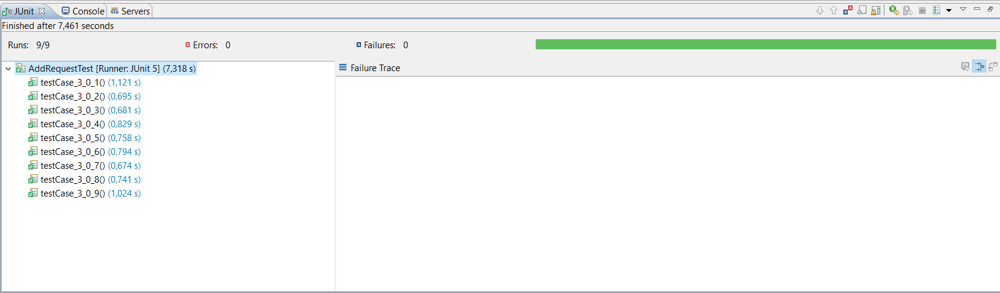 JUnit Console Servers
Finished after 7,461 seconds
Runs: 9/9 Errors: 0 Failures: 0
AddRequestTest [Runner: JUnit 5] (7,318 s)
Failure Trace
testCase_3_0_1() (1,121 s)
testCase_3_0_2() (0,695 s)
testCase_3_0_3() (0,681 s)
testCase_3_0_4() (0,829 s)
testCase_3_0_5() (0,758 s)
testCase_3_0_6() (0,794 s)
testCase_3_0_7() (0,674 s)
testCase_3_0_8() (0,741 s)
testCase_3_0_9() (1,024 s)